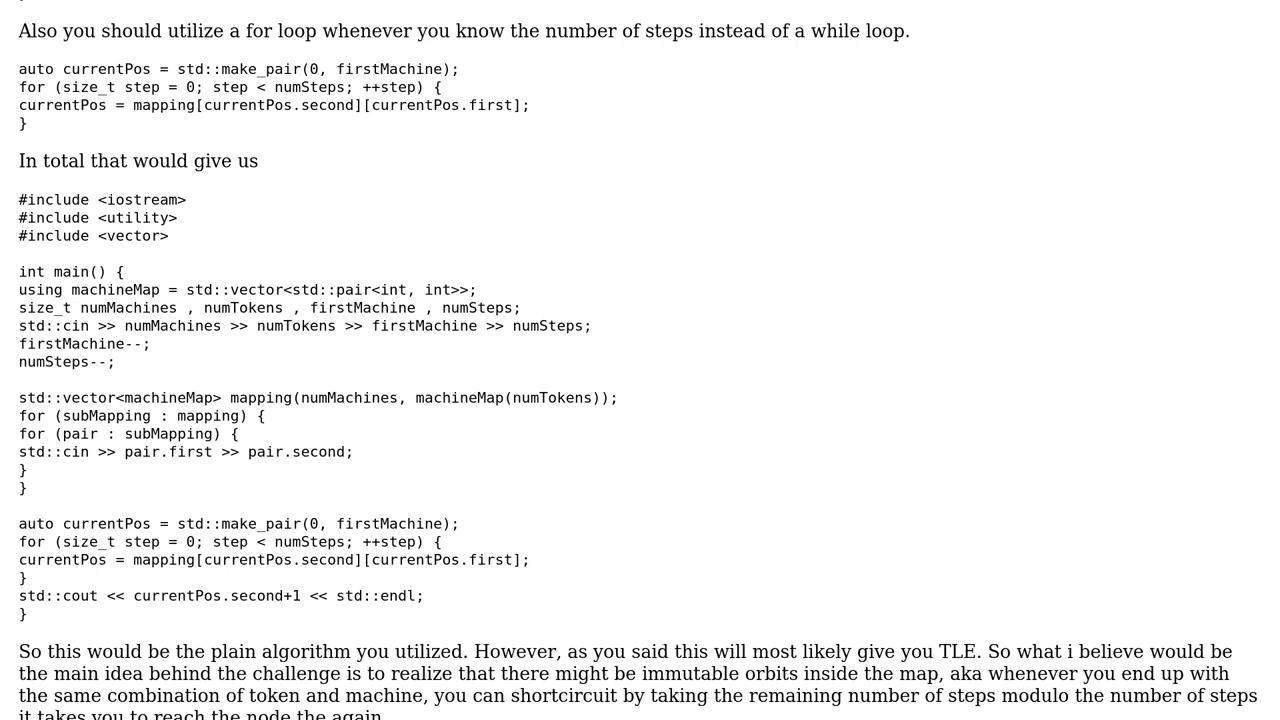 Also you should utilize a for loop whenever you know the number of steps instead of a while loop.
auto currentPos = std::make_pair(0, firstMachine);
for (size_t step = 0; step < numSteps; ++step) {
currentPos = mapping[currentPos.second][currentPos.first];
}
In total that would give us
#include <iostream>
#include <utility>
#include <vector>
int main() {
using machineMap = std::vector<std::pair<int, int>>;
size_t numMachines , numTokens , firstMachine , numSteps;
std::cin >> numMachines >> numTokens >> firstMachine >> numSteps;
firstMachine--;
numSteps--;
std::vector<machineMap> mapping(numMachines, machineMap(numTokens));
for (subMapping : mapping) {
for (pair : subMapping) {
std::cin >> pair.first >> pair.second;
}
}
auto currentPos = std::make_pair(0, firstMachine);
for (size_t step = 0; step < numSteps; ++step) {
currentPos = mapping[currentPos.second][currentPos.first];
}
std::cout << currentPos.second+1 << std::endl;
}
So this would be the plain algorithm you utilized. However, as you said this will most likely give you TLE. So what i believe would be
the main idea behind the challenge is to realize that there might be immutable orbits inside the map, aka whenever you end up with
the same combination of token and machine, you can shortcircuit by taking the remaining number of steps modulo the number of steps
it takes you to reach the node the again.